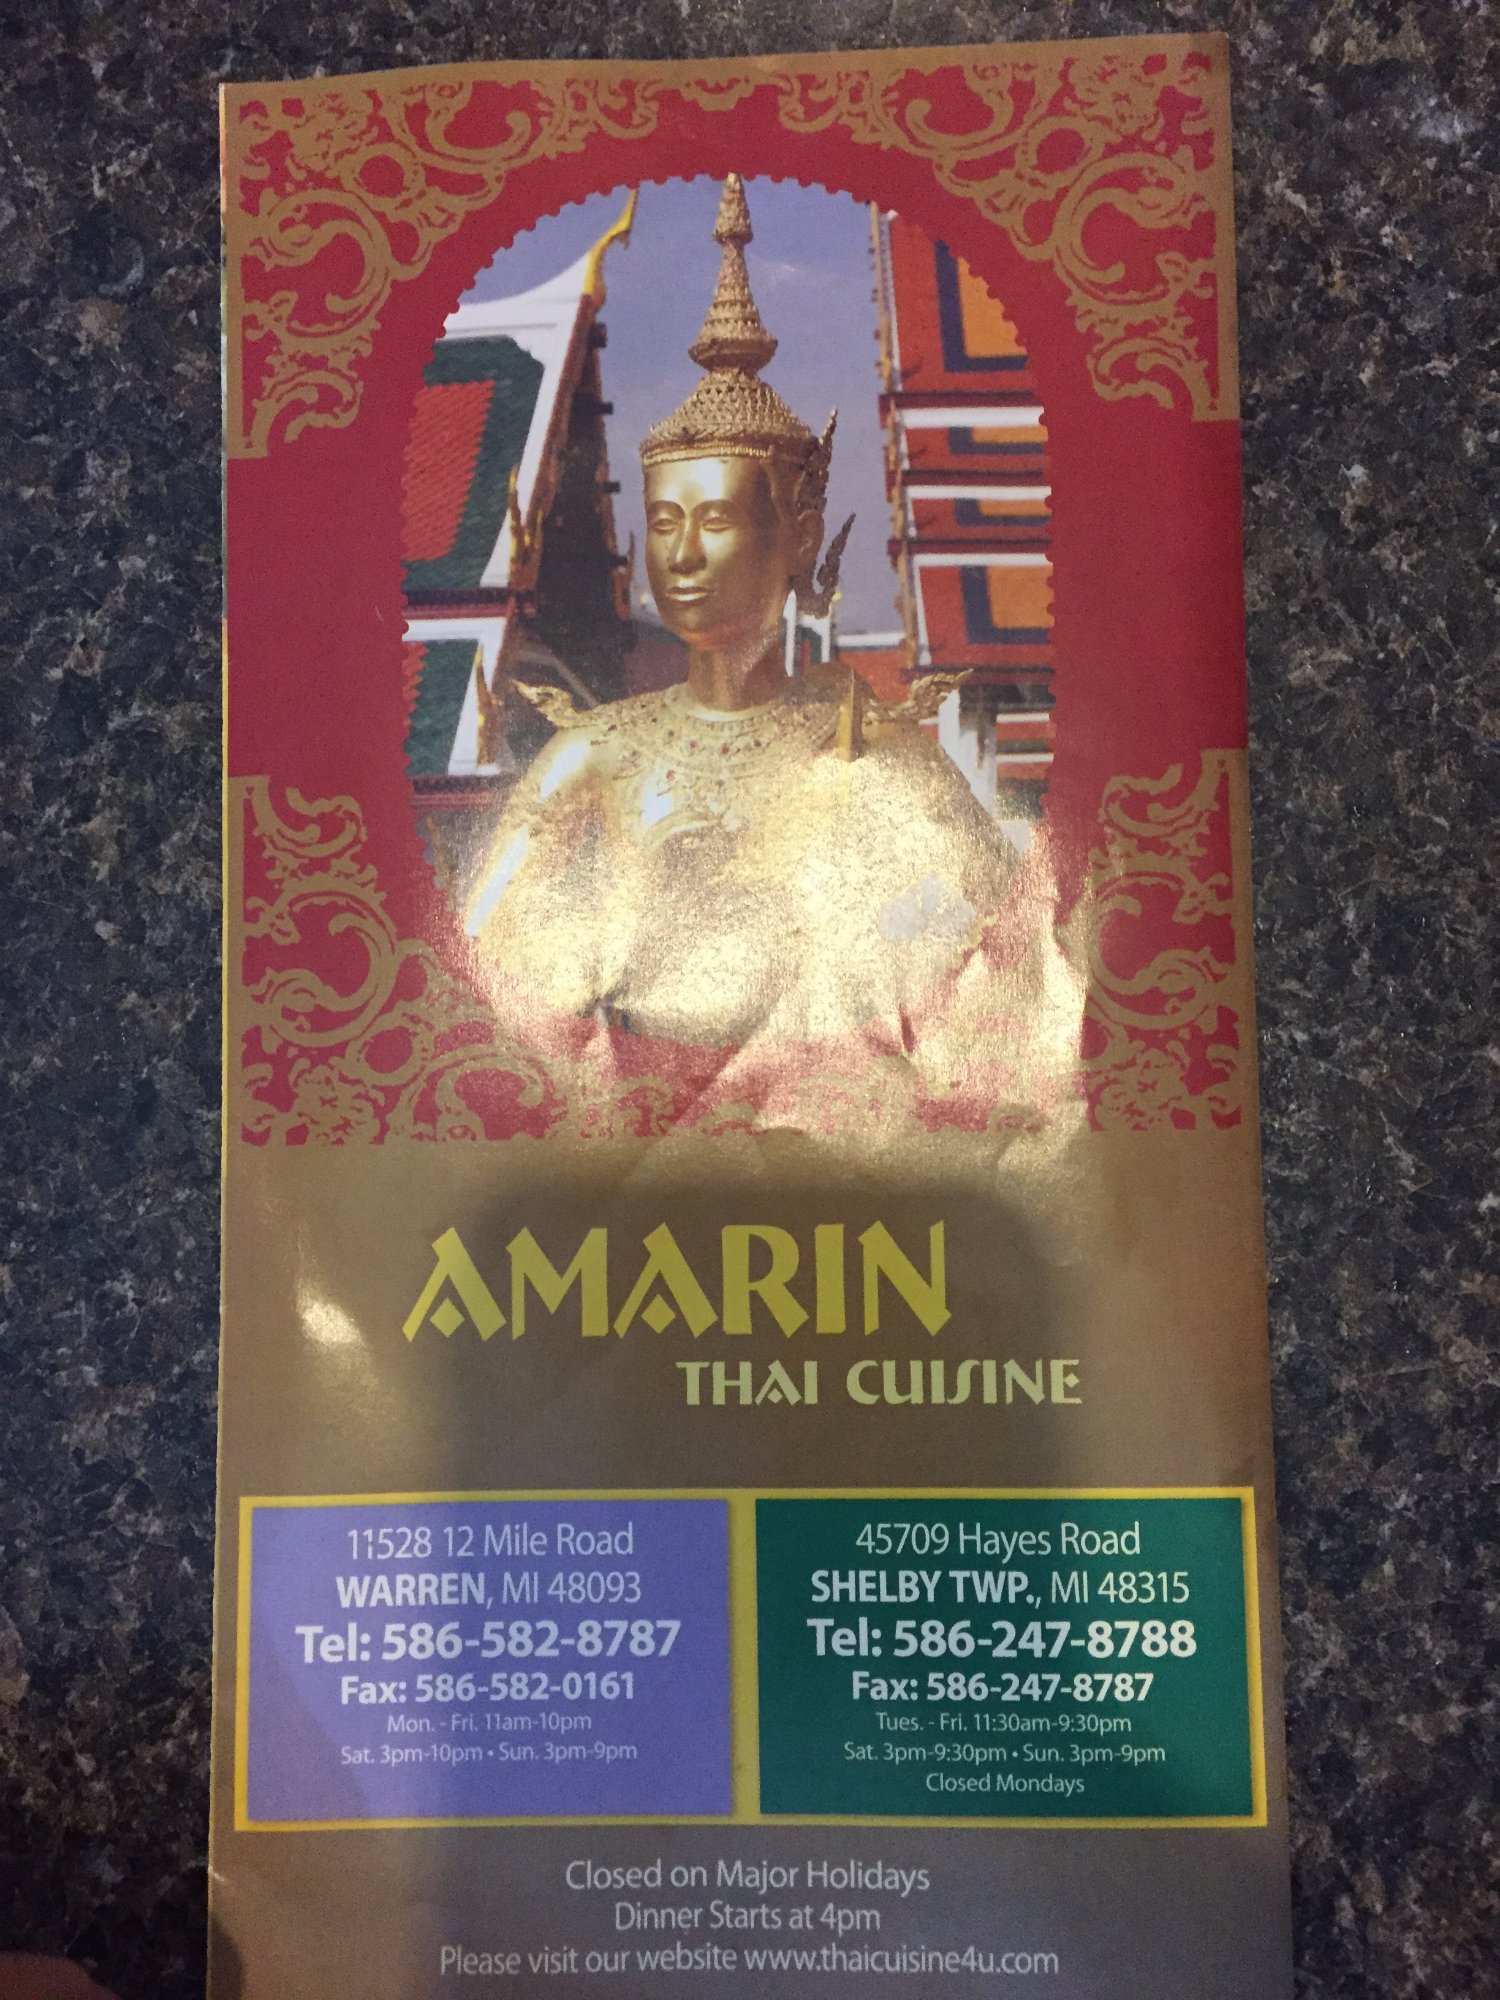 AMARIN
THAI CUISINE
11528 12 Mile Road
WARREN, MI 48093
Tel: 586-582-8787
Fax: 586-582-0161
Mon. - Fri. 11am-10pm
Sat. 3pm-10pm • Sun. 3pm-9pm
45709 Hayes Road
SHELBY TWP., MI 48315
Tel: 586-247-8788
Fax: 586-247-8787
Tues. - Fri. 11:30am-9:30pm
Sat. 3pm-9:30pm • Sun. 3pm-9pm
Closed Mondays
Closed on Major Holidays
Dinner Starts at 4pm
Please visit our website www.thaicuisine4u.com